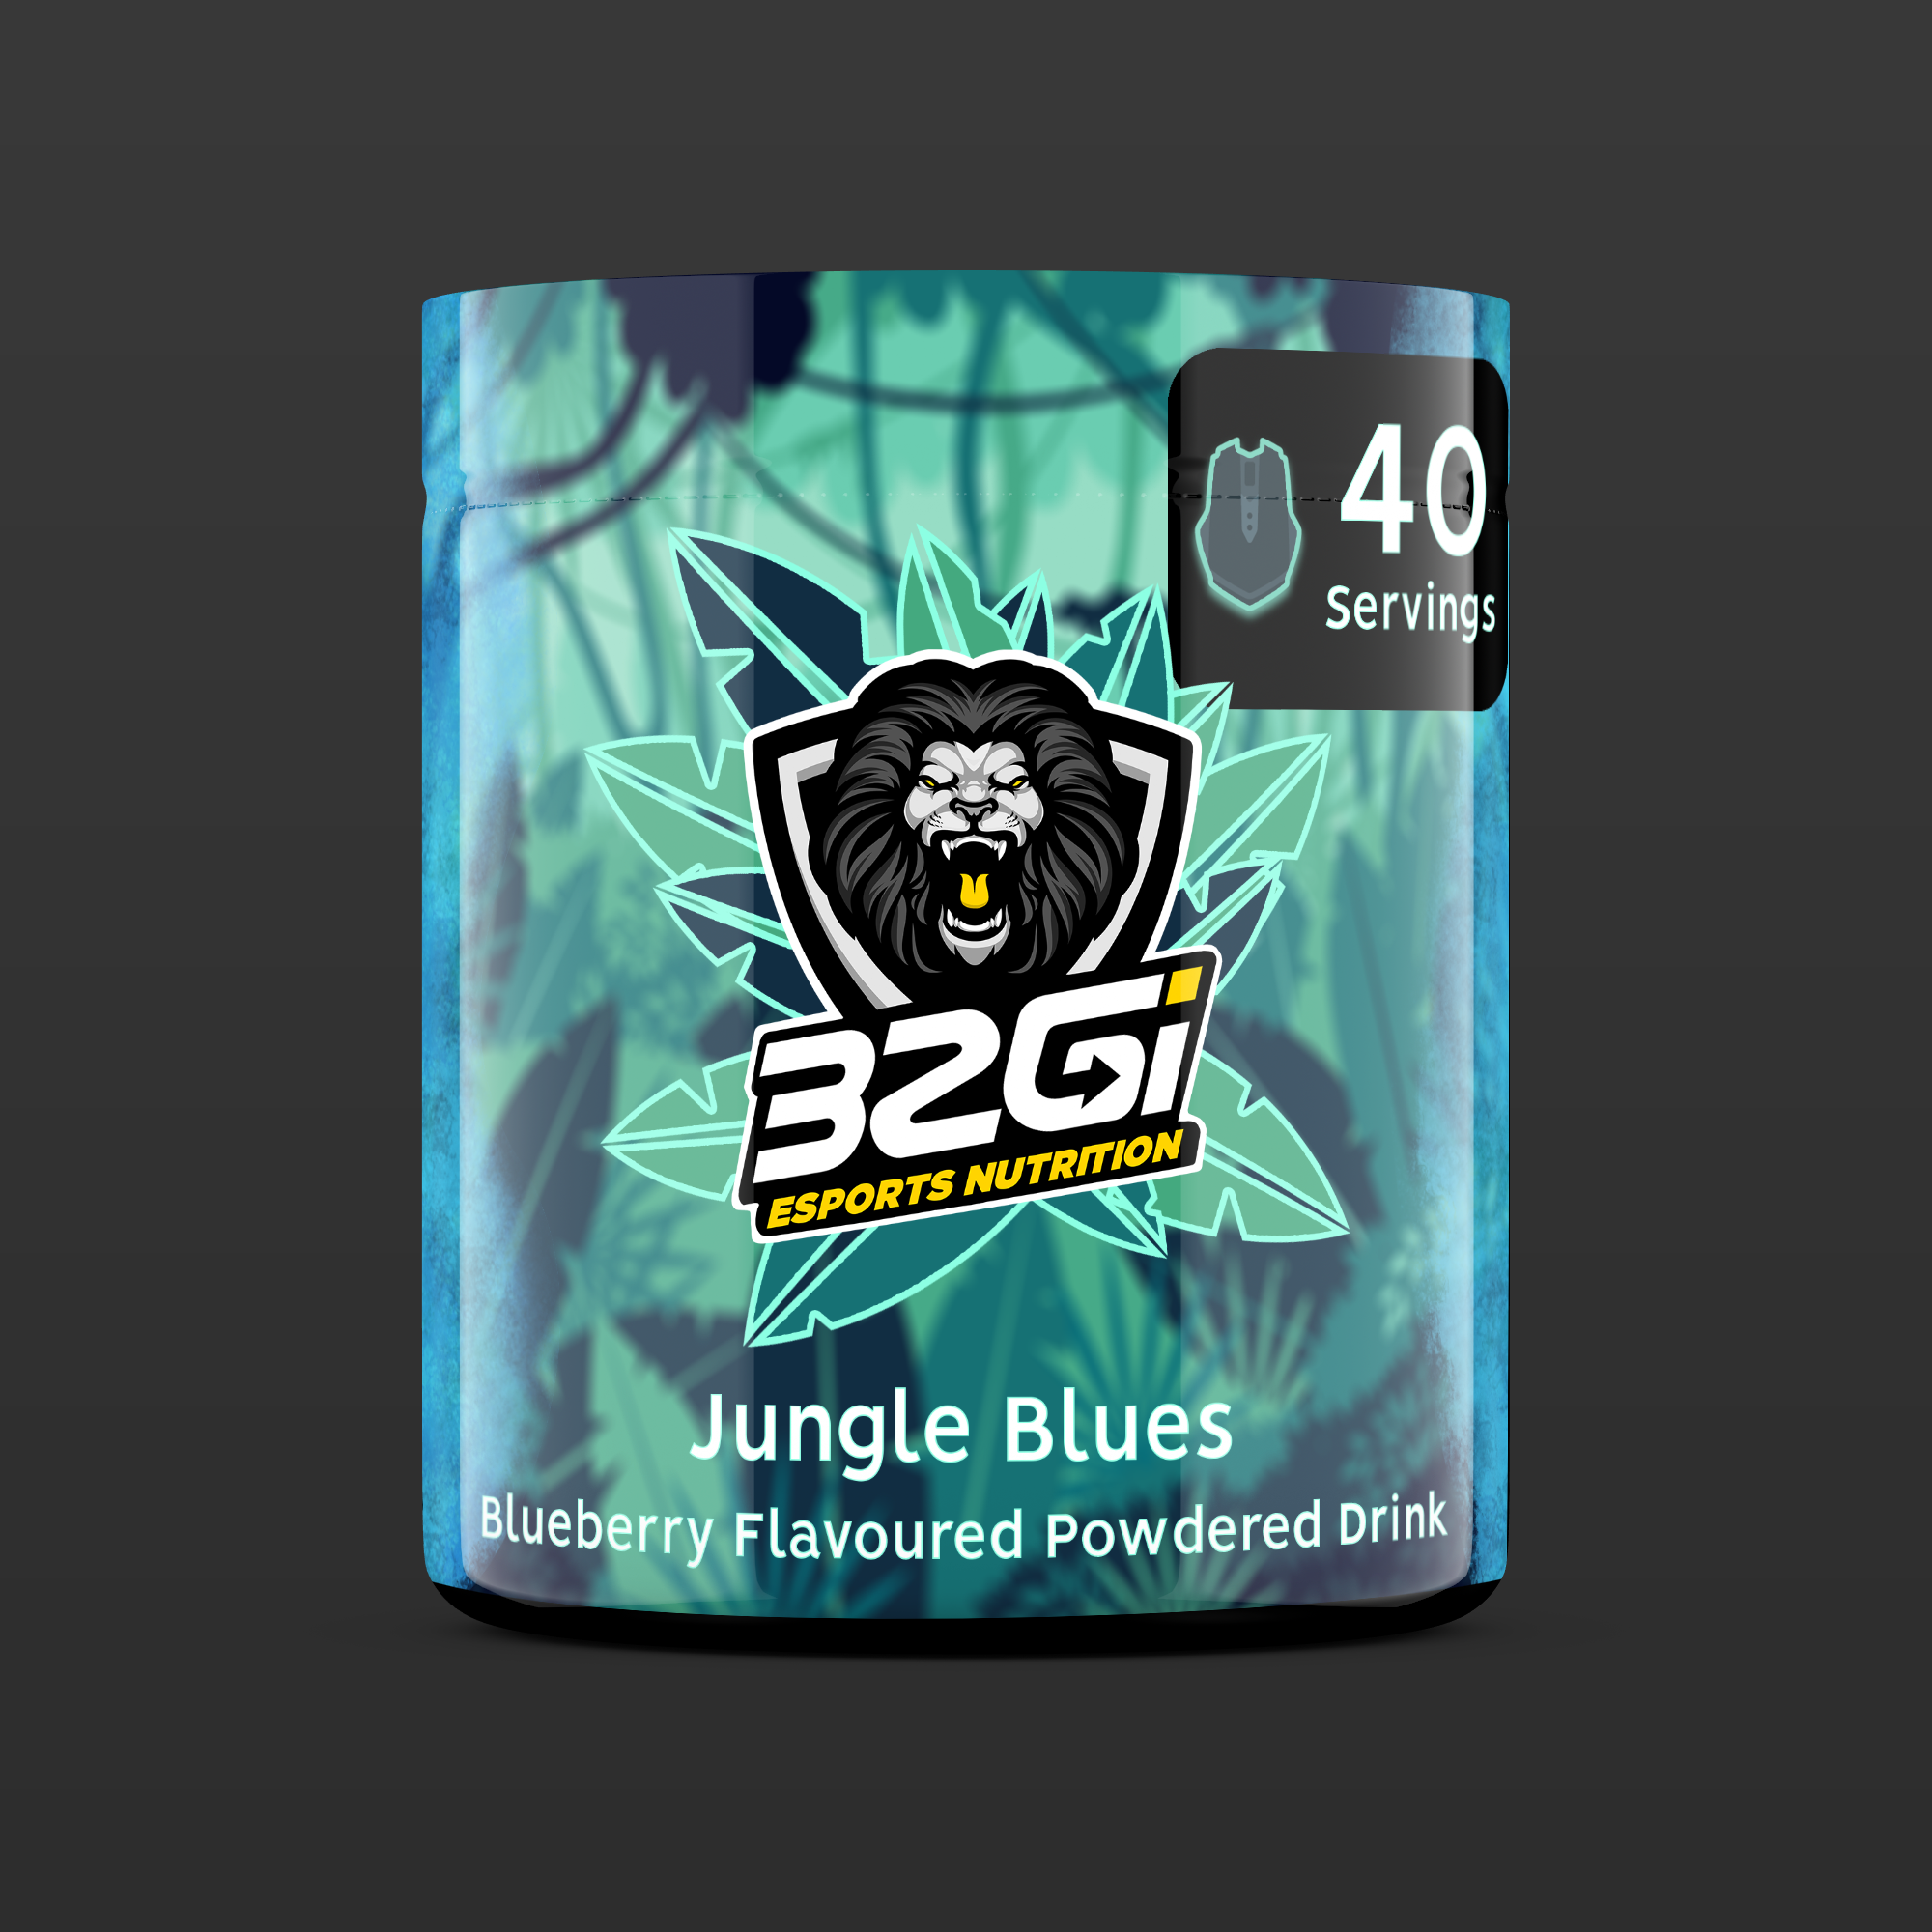 40
Servings
32Gi
ESPORTS NUTRITION
Jungle Blues
Blueberry Flavoured Powdered Drink